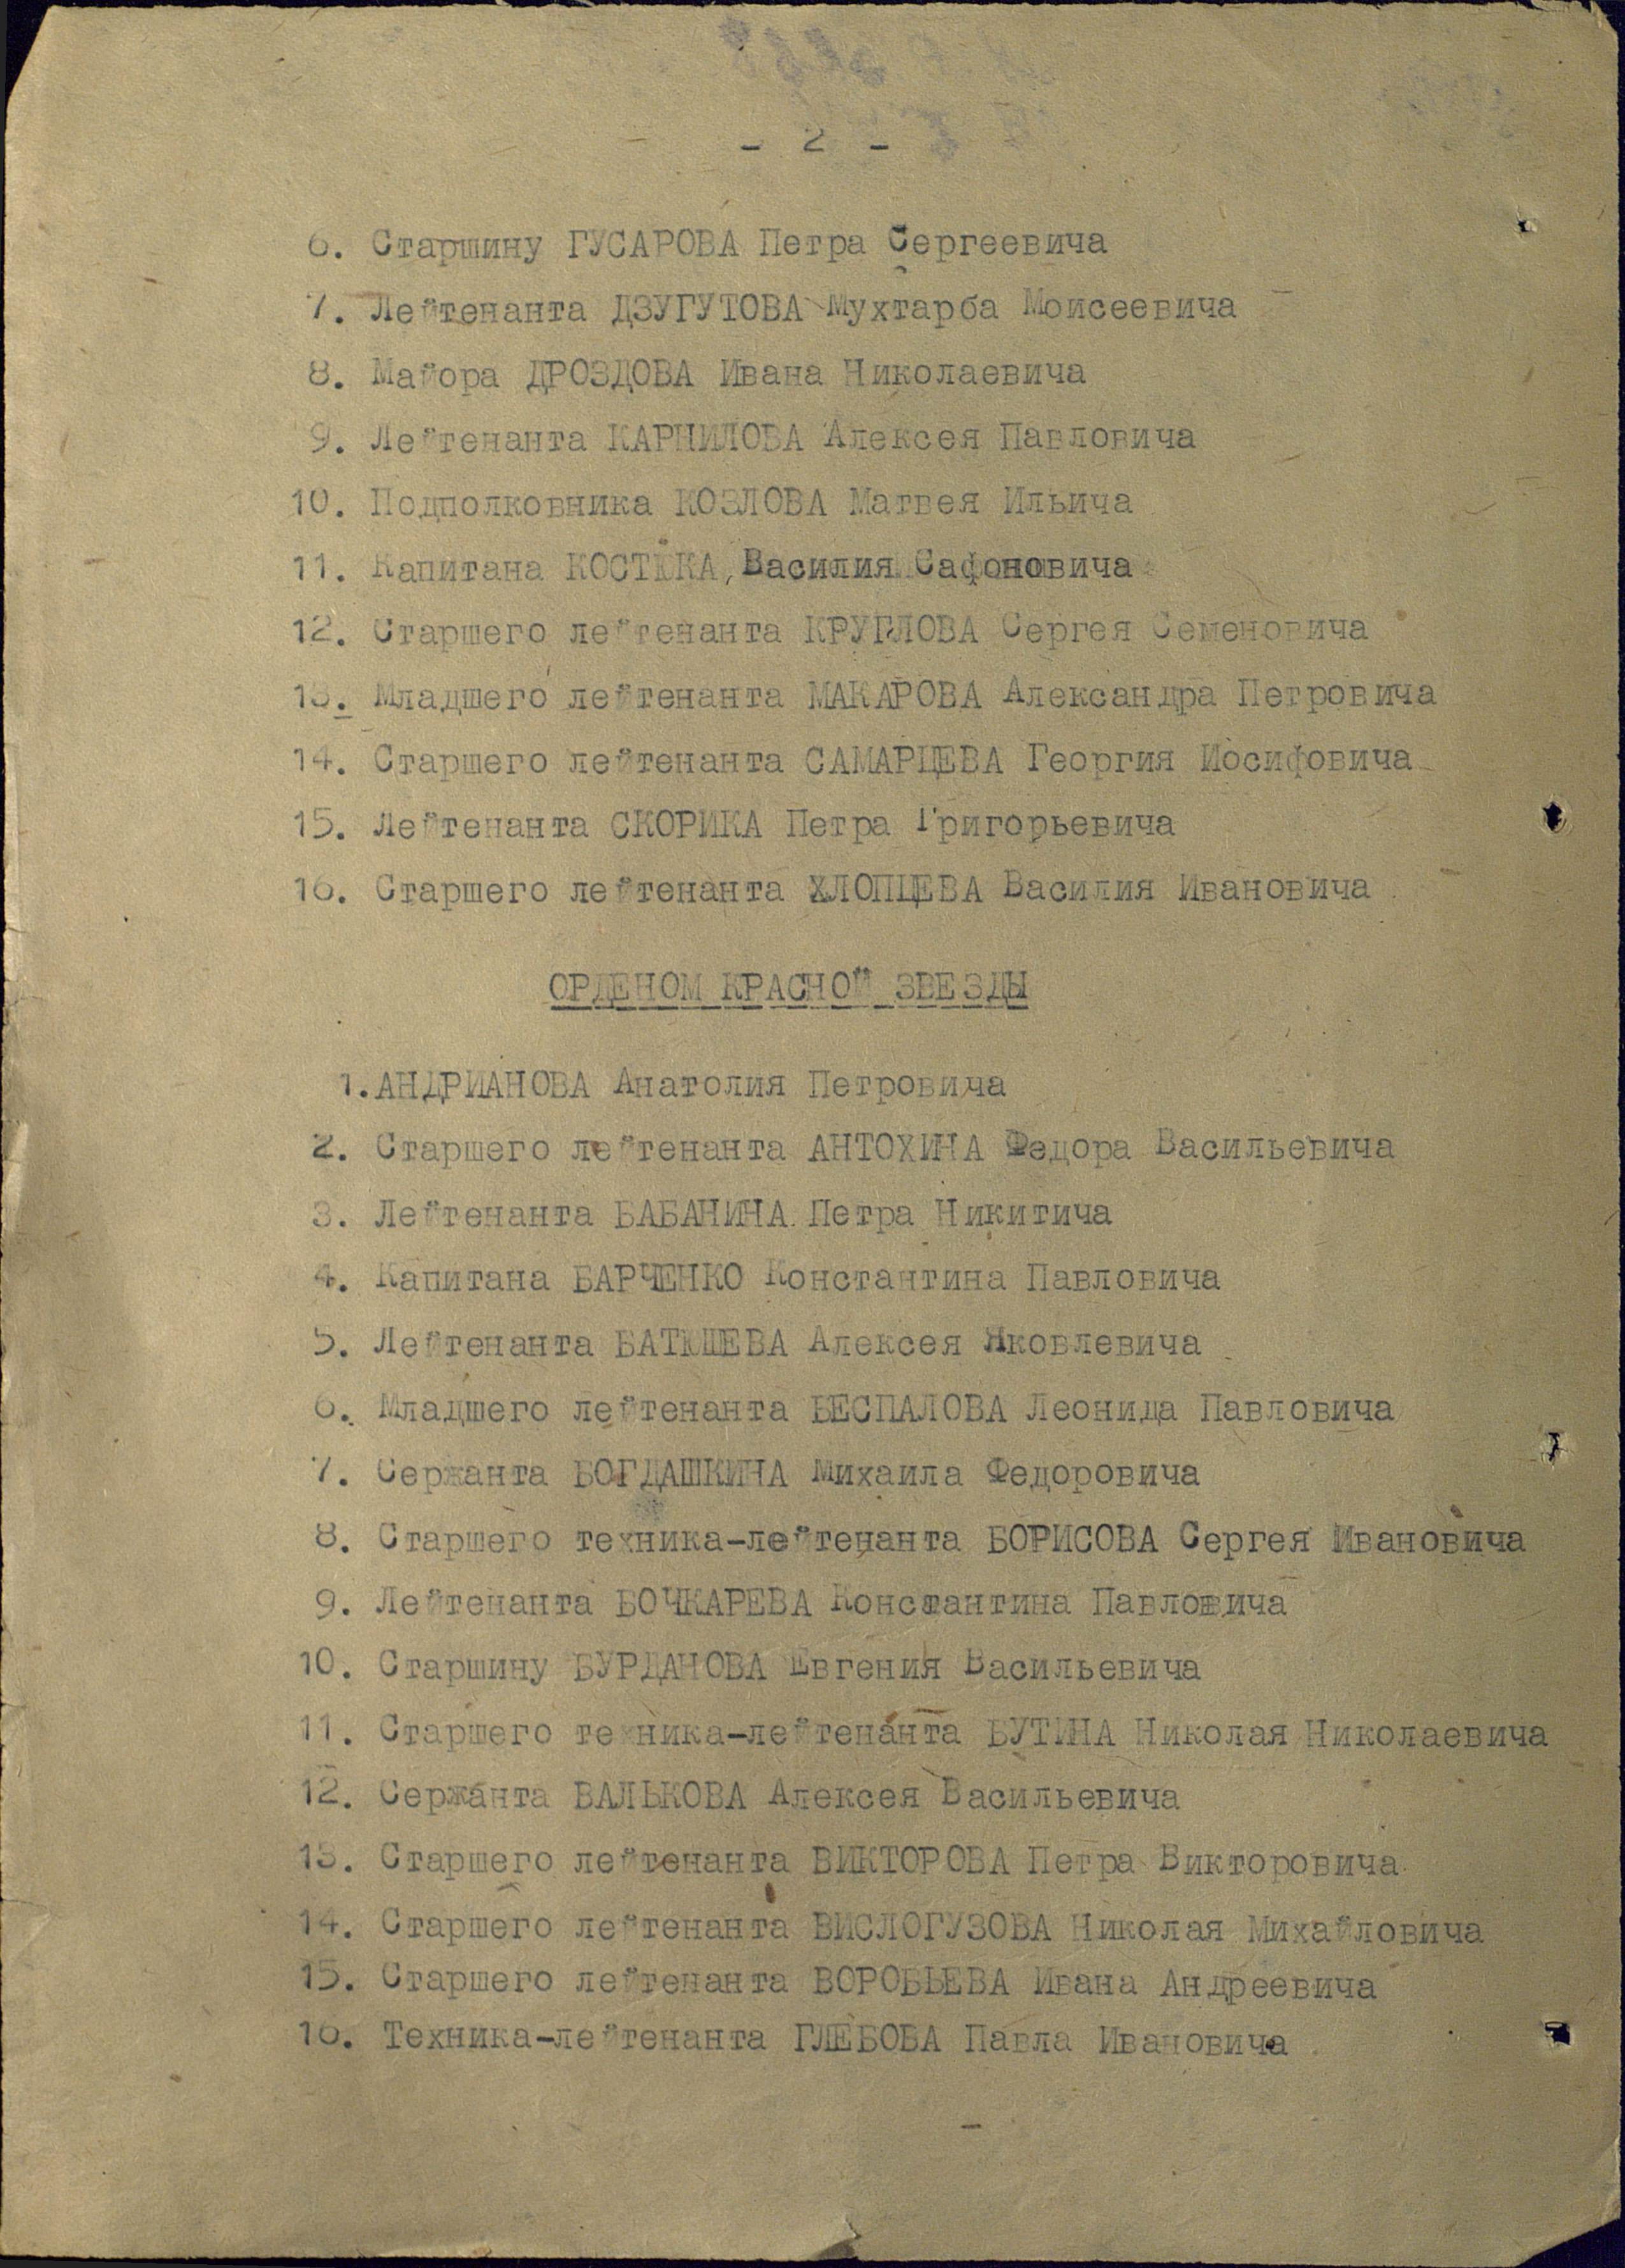 - 2 -
6. Старшину ГУСАРОВА Петра Сергеевича
7. Лейтенанта ДЗУГУТОВА Мухтарба Моисеевича
8. Майора ДРОЗДОВА Ивана Николаевича
9. Лейтенанта КАРНИЛОВА Алексея Павловича
10. Подполковника КОЗЛОВА Матвея Ильича
11. Капитана КОСТЮКА, Василия Сафоновича
12. Старшего лейтенанта КРУГЛОВА Сергея Семеновича
13. Младшего лейтенанта МАКАРОВА Александра Петровича
14. Старшего лейтенанта САМАРЦЕВА Георгия Иосифовича
15. Лейтенанта СКОРИКА Петра Григорьевича
16. Старшего лейтенанта ХЛОПЦЕВА Василия Ивановича
ОРДЕНОМ КРАСНОЙ ЗВЕЗДЫ
1. АНДРИАНОВА Анатолия Петровича
2. Старшего лейтенанта АНТОХИНА Федора Васильевича
3. Лейтенанта БАБАНИНА Петра Никитича
4. Капитана БАРЧЕНКО Константина Павловича
5. Лейтенанта БАТЮШЕВА Алексея Яковлевича
6. Младшего лейтенанта БЕСПАЛОВА Леонида Павловича
7. Сержанта БОГДАШКИНА Михаила Федоровича
8. Старшего техника-лейтенанта БОРИСОВА Сергея Ивановича
9. Лейтенанта БОЧКАРЕВА Константина Павловича
10. Старшину БУРДАНОВА Евгения Васильевича
11. Старшего техника-лейтенанта БУТИНА Николая Николаевича
12. Сержанта ВАЛЬКОВА Алексея Васильевича
13. Старшего лейтенанта ВИКТОРОВА Петра Викторовича
14. Старшего лейтенанта ВИСЛОГУЗОВА Николая Михайловича
15. Старшего лейтенанта ВОРОБЬЕВА Ивана Андреевича
16. Техника-лейтенанта ГЛЕБОВА Павла Ивановича